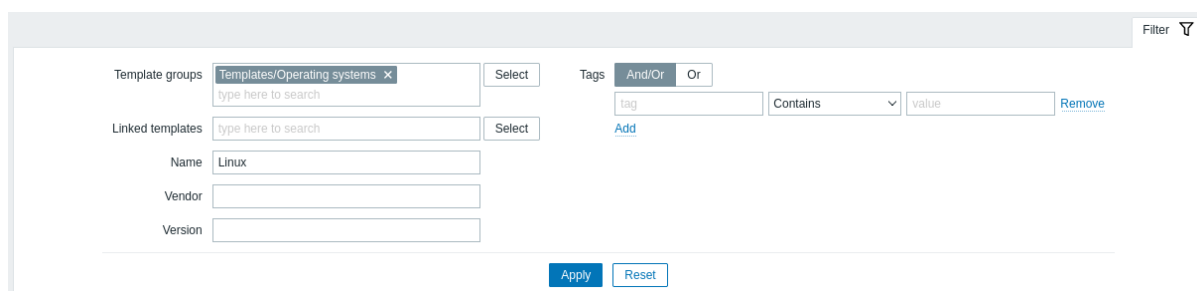 Filter
Template groups Templates/Operating systems × Select Tags And/Or Or
type here to search tag Contains value Remove
Linked templates type here to search Select Add
Name Linux
Vendor
Version
Apply Reset